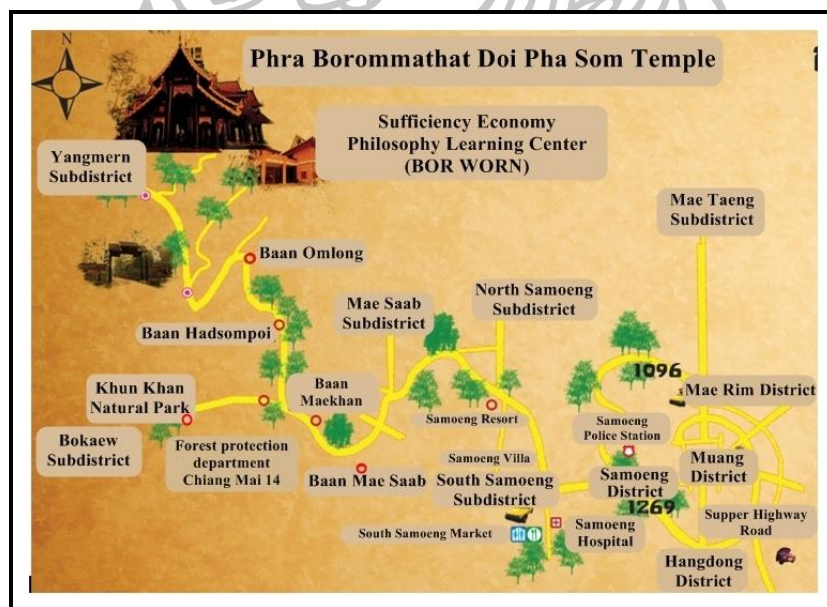 N
Phra Borommathat Doi Pha Som Temple
Sufficiency Economy
Philosophy Learning Center
(BOR WORN)
Yangmern
Subdistrict
Mae Taeng
Subdistrict
Baan Omlong
Mae Saab
Subdistrict
North Samoeng
Subdistrict
Baan Hadsompoi
1096
Khun Khan
Natural Park
Baan
Maekhan
Mae Rim District
Samoeng Resort
Samoeng
Police Station
Bokaew
Subdistrict
Forest protection
department
Chiang Mai 14
Baan Mae Saab
Samoeng Villa
South Samoeng
Subdistrict
Samoeng
District
Muang
District
1269
Supper Highway
Road
South Samoeng Market
Samoeng
Hospital
Hangdong
District